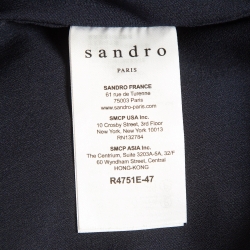 sandro
PARIS
SANDRO FRANCE
61 rue de Turenne
75003 Paris
www.sandro-paris.com
SMCP USA Inc.
10 Crosby Street, 3rd Floor
New York, New York 10013
RN132784
SMCP ASIA Inc.
The Centrium, Suite 3203A-5A, 32/F
60 Wyndham Street, Central
HONG-KONG
R4751E-47